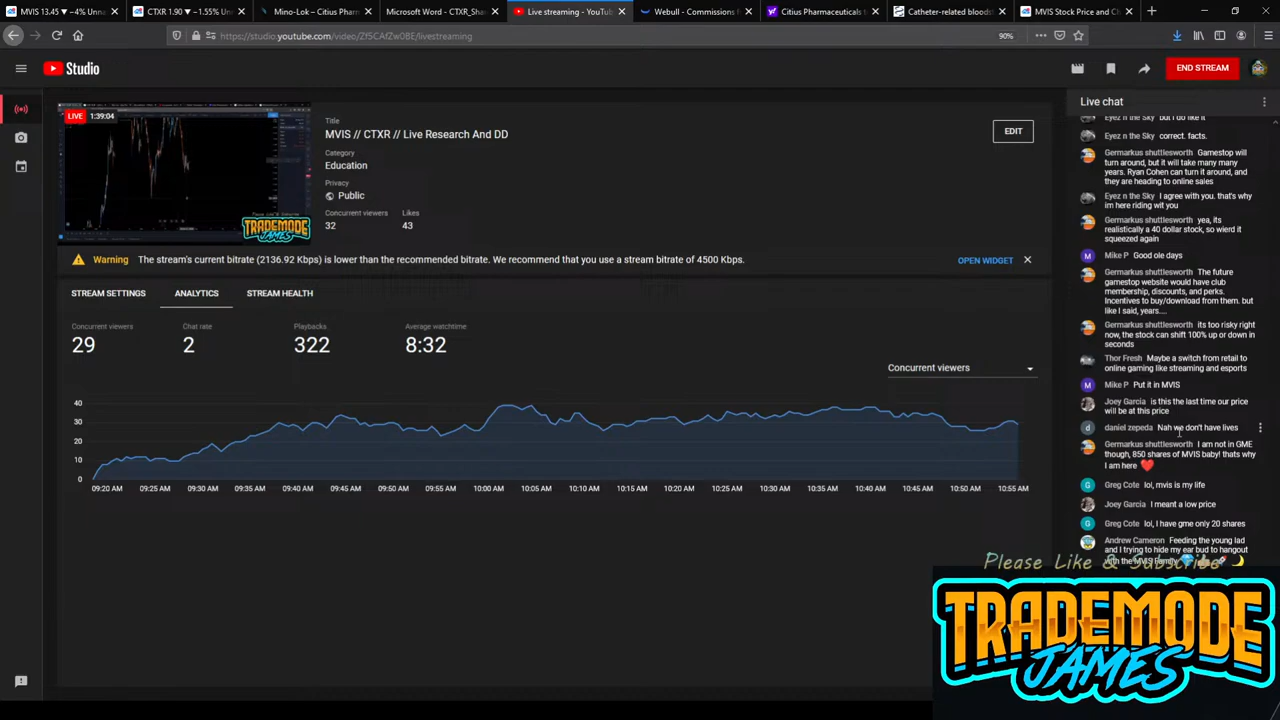 MVIS 13.45 ▼ −4% Unna
CTXR 1.90 ▼ −1.55% Unnam
Mino-Lok – Citius Pharm
Microsoft Word - CTXR_Sha
Live streaming - YouTub
Webull - Commissions f
Citius Pharmaceuticals
Catheter-related bloods
MVIS Stock Price and C
https://studio.youtube.com/video/Zf5CAfZw0BE/livestreaming
90%
Studio
END STREAM
LIVE 1:39:04
TRADEMODE
JAMES
Title
MVIS // CTXR // Live Research And DD
EDIT
Category
Education
Privacy
Public
Concurrent viewers Likes
32 43
Warning The stream's current bitrate (2136.92 Kbps) is lower than the recommended bitrate. We recommend that you use a stream bitrate of 4500 Kbps.
OPEN WIDGET
STREAM SETTINGS ANALYTICS STREAM HEALTH
Concurrent viewers Chat rate Playbacks Average watchtime
29 2 322 8:32
Concurrent viewers
40
30
20
10
0
09:20 AM 09:25 AM 09:30 AM 09:35 AM 09:40 AM 09:45 AM 09:50 AM 09:55 AM 10:00 AM 10:05 AM 10:10 AM 10:15 AM 10:20 AM 10:25 AM 10:30 AM 10:35 AM 10:40 AM 10:45 AM 10:50 AM 10:55 AM
Live chat
Eyez n the Sky but I do like it
Eyez n the Sky correct. facts.
Germarkus shuttlesworth Gamestop will
turn around, but it will take many many
years. Ryan Cohen can turn it around, and
they are heading to online sales
Eyez n the Sky I agree with you. that's why
im here riding wit you
Germarkus shuttlesworth yea, its
realistically a 40 dollar stock, so wierd it
squeezed again
Mike P Good ole days
Germarkus shuttlesworth The future
gamestop website would have club
membership, discounts, and perks.
Incentives to buy/download from them. but
like I said, years....
Germarkus shuttlesworth its too risky right
now, the stock can shift 100% up or down in
seconds
Thor Fresh Maybe a switch from retail to
online gaming like streaming and esports
Mike P Put it in MVIS
Joey Garcia is this the last time our price
will be at this price
daniel zepeda Nah we don't have lives
Germarkus shuttlesworth I am not in GME
though, 850 shares of MVIS baby! thats why
I am here ❤️
Greg Cote lol, mvis is my life
Joey Garcia I meant a low price
Greg Cote lol, I have gme only 20 shares
Andrew Cameron Feeding the young lad
and I trying to hide my ear bud to hangout
with the MVIS Family
Please Like & Subscribe
TRADEMODE
JAMES